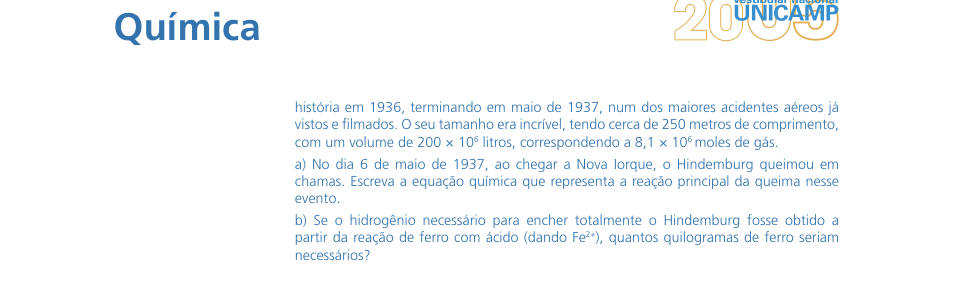 Química
vestibular nacional
UNICAMP
2005
história em 1936, terminando em maio de 1937, num dos maiores acidentes aéreos já
vistos e filmados. O seu tamanho era incrível, tendo cerca de 250 metros de comprimento,
com um volume de 200 × 10⁶ litros, correspondendo a 8,1 × 10⁶ moles de gás.
a) No dia 6 de maio de 1937, ao chegar a Nova Iorque, o Hindemburg queimou em
chamas. Escreva a equação química que representa a reação principal da queima nesse
evento.
b) Se o hidrogênio necessário para encher totalmente o Hindemburg fosse obtido a
partir da reação de ferro com ácido (dando Fe²⁺), quantos quilogramas de ferro seriam
necessários?